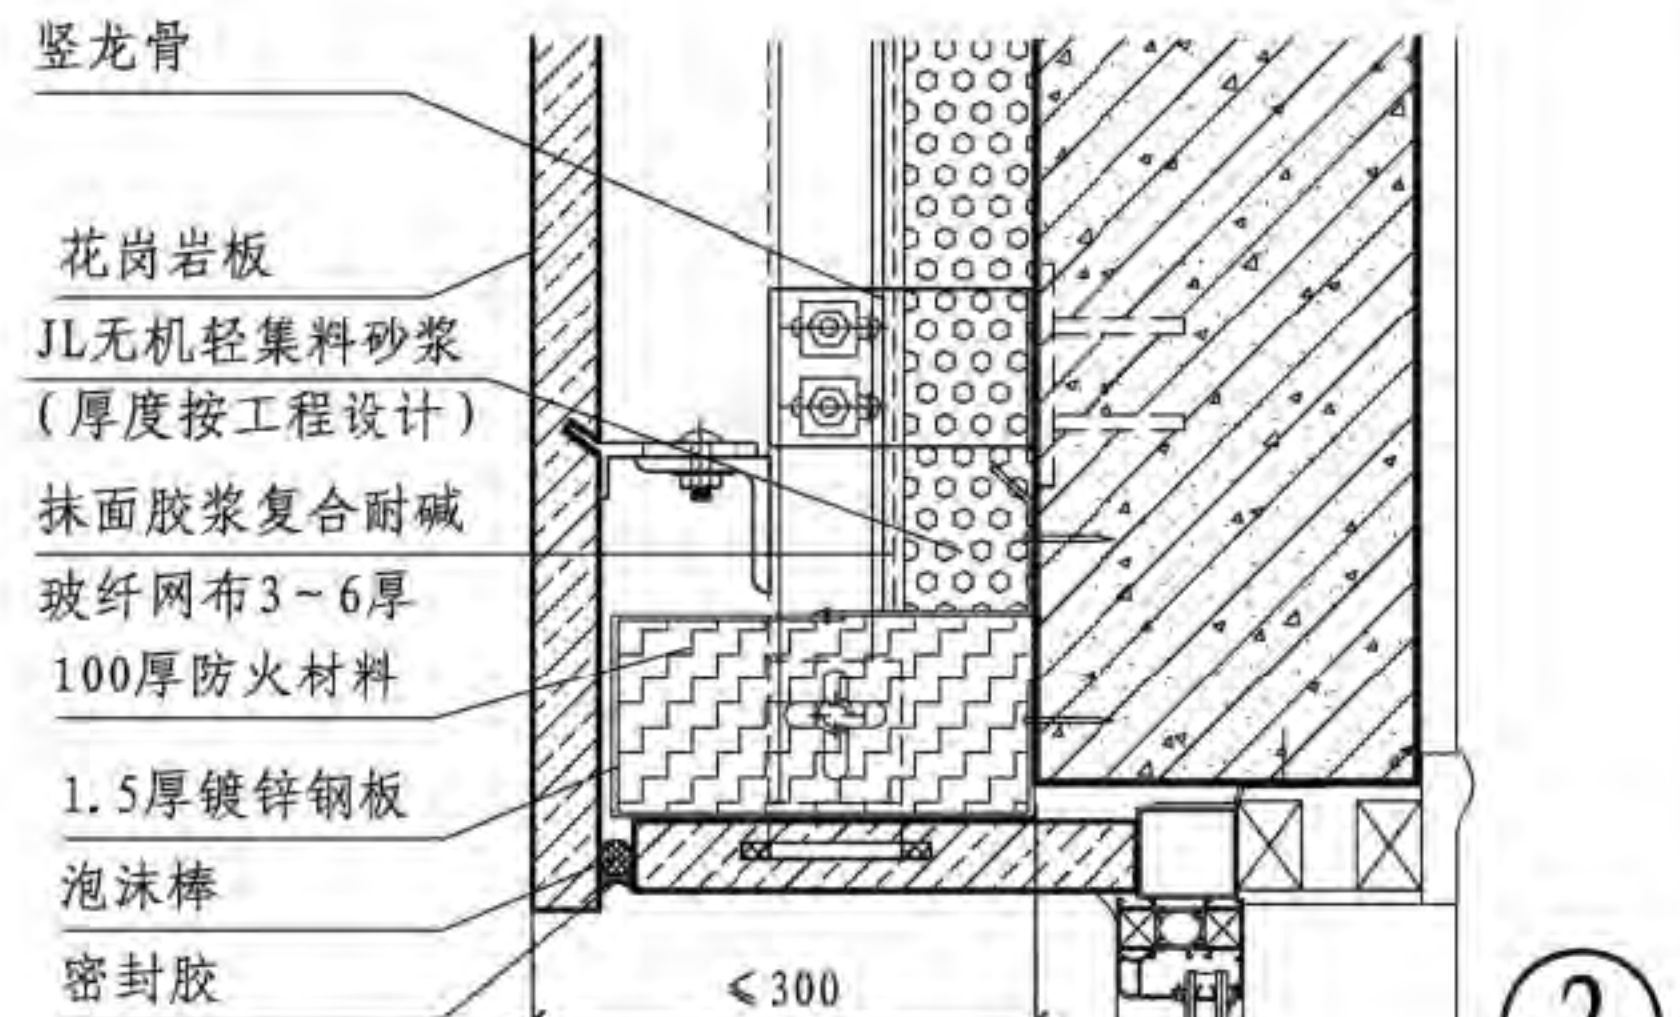 竖龙骨
花岗岩板
JL无机轻集料砂浆
(厚度按工程设计)
抹面胶浆复合耐碱
玻纤网布3~6厚
100厚防火材料
1.5厚镀锌钢板
泡沫棒
密封胶
≤300
2